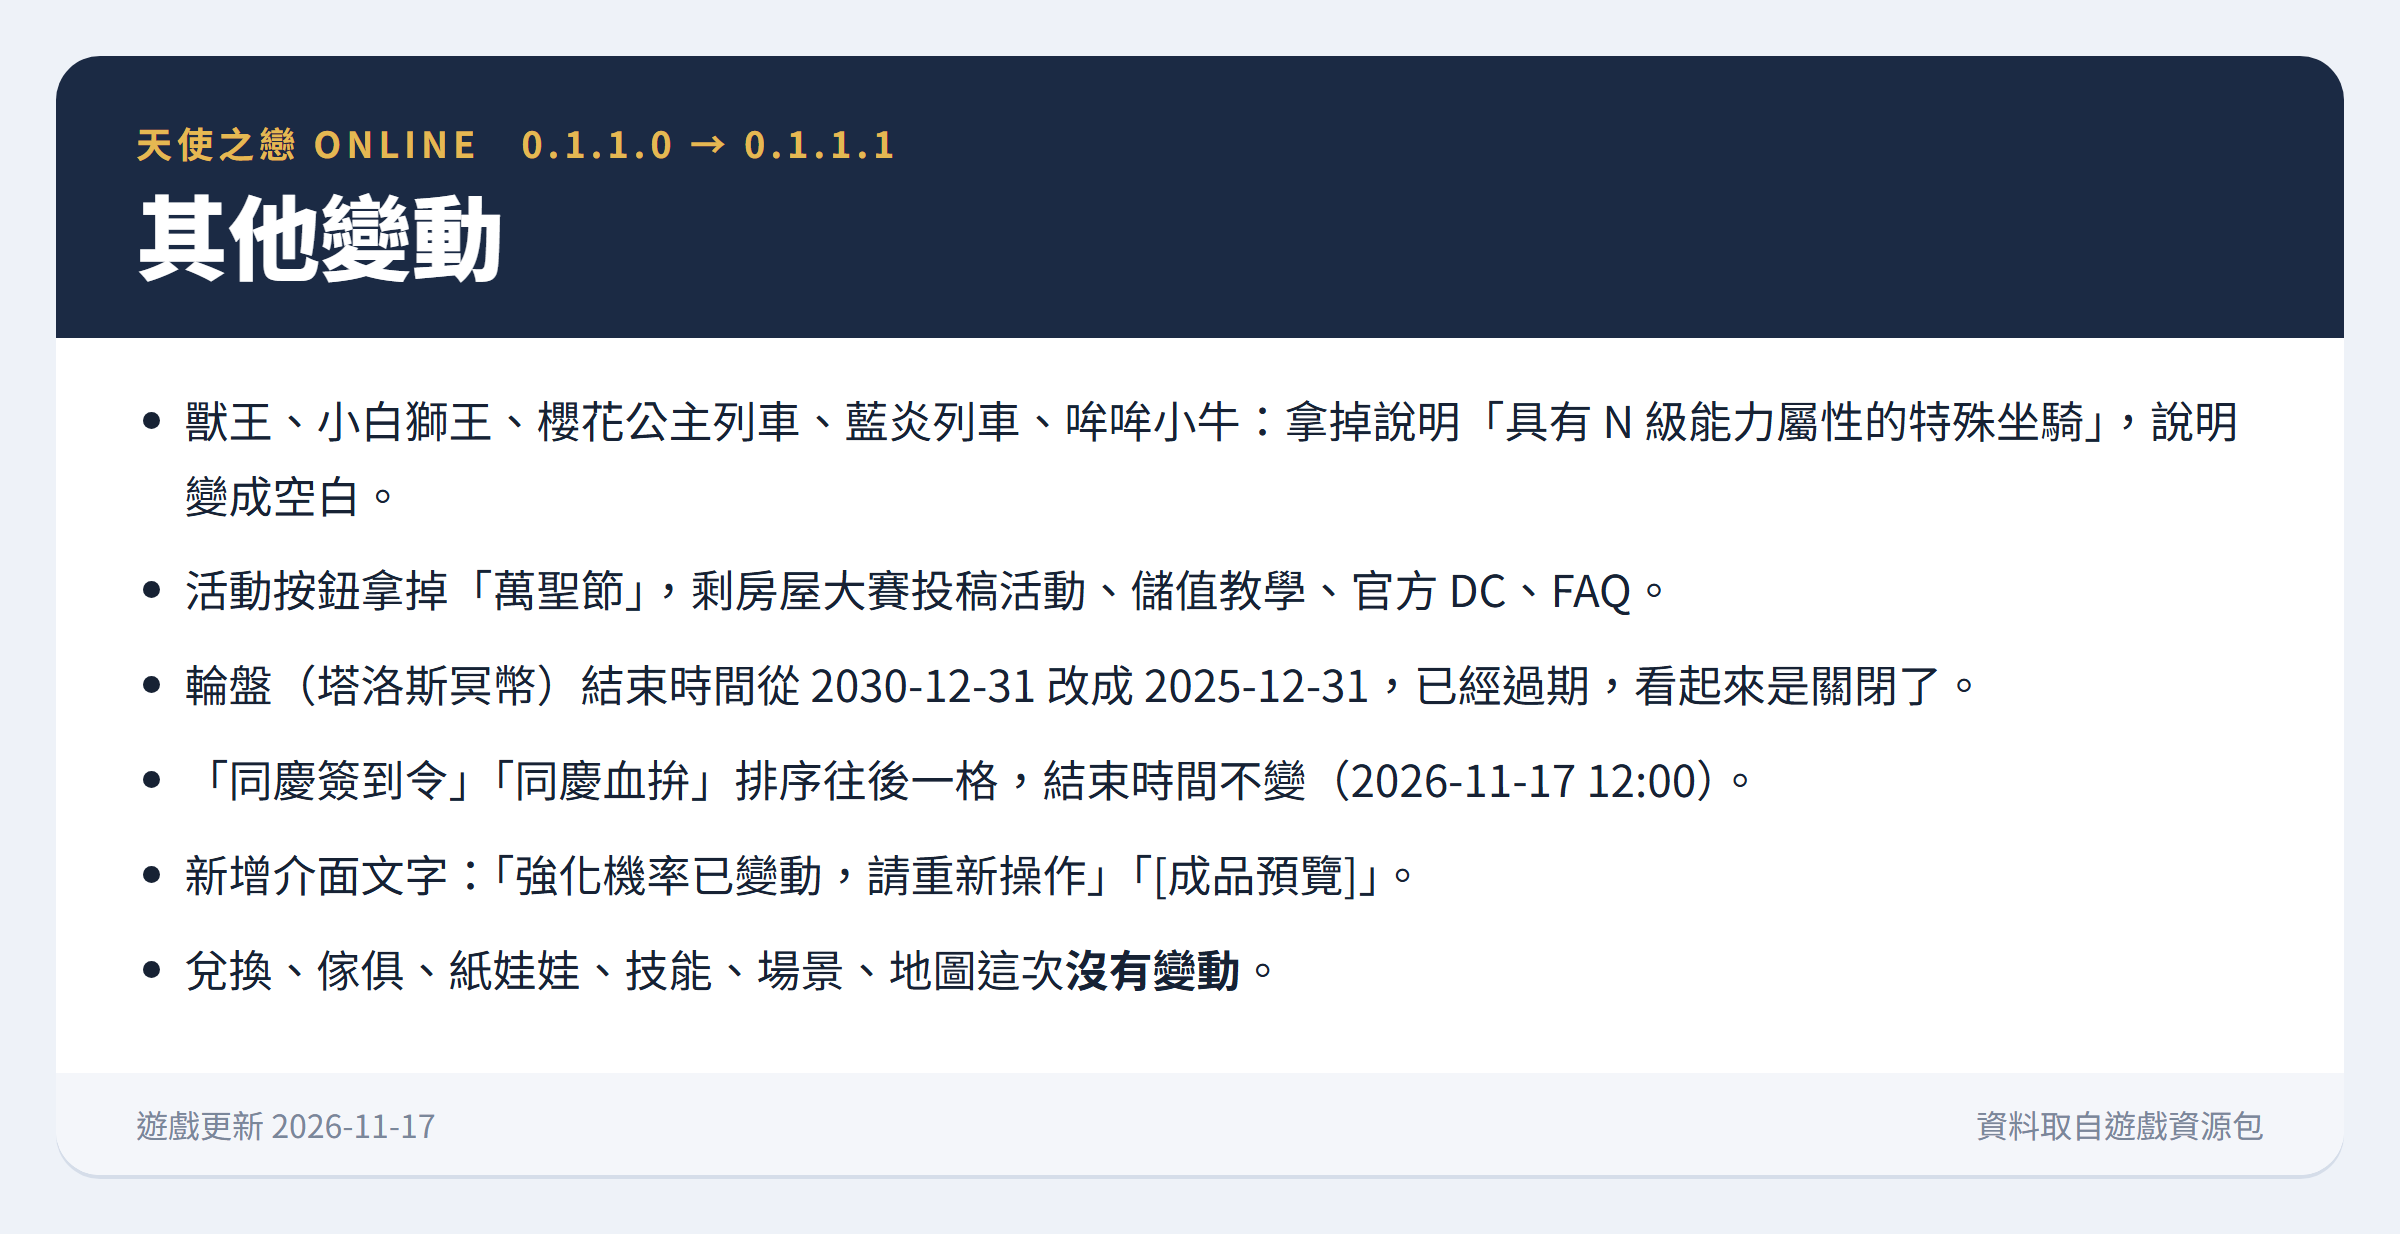 天使之戀 ONLINE　0.1.1.0 → 0.1.1.1
其他變動
• 獸王、小白獅王、櫻花公主列車、藍炎列車、哞哞小牛：拿掉說明「具有 N 級能力屬性的特殊坐騎」，說明
變成空白。
• 活動按鈕拿掉「萬聖節」，剩房屋大賽投稿活動、儲值教學、官方 DC、FAQ。
• 輪盤（塔洛斯冥幣）結束時間從 2030-12-31 改成 2025-12-31，已經過期，看起來是關閉了。
• 「同慶簽到令」「同慶血拚」排序往後一格，結束時間不變（2026-11-17 12:00）。
• 新增介面文字：「強化機率已變動，請重新操作」「[成品預覽]」。
• 兌換、傢俱、紙娃娃、技能、場景、地圖這次沒有變動。
遊戲更新 2026-11-17
資料取自遊戲資源包